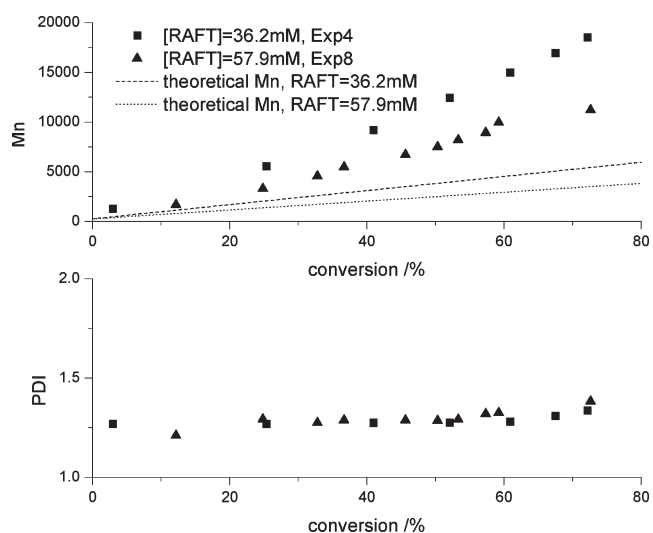 20000
15000
10000
5000
0
Mn
[RAFT]=36.2mM, Exp4
[RAFT]=57.9mM, Exp8
theoretical Mn, RAFT=36.2mM
theoretical Mn, RAFT=57.9mM
0 20 40 60 80
conversion /%
2.0
1.5
1.0
PDI
0 20 40 60 80
conversion /%